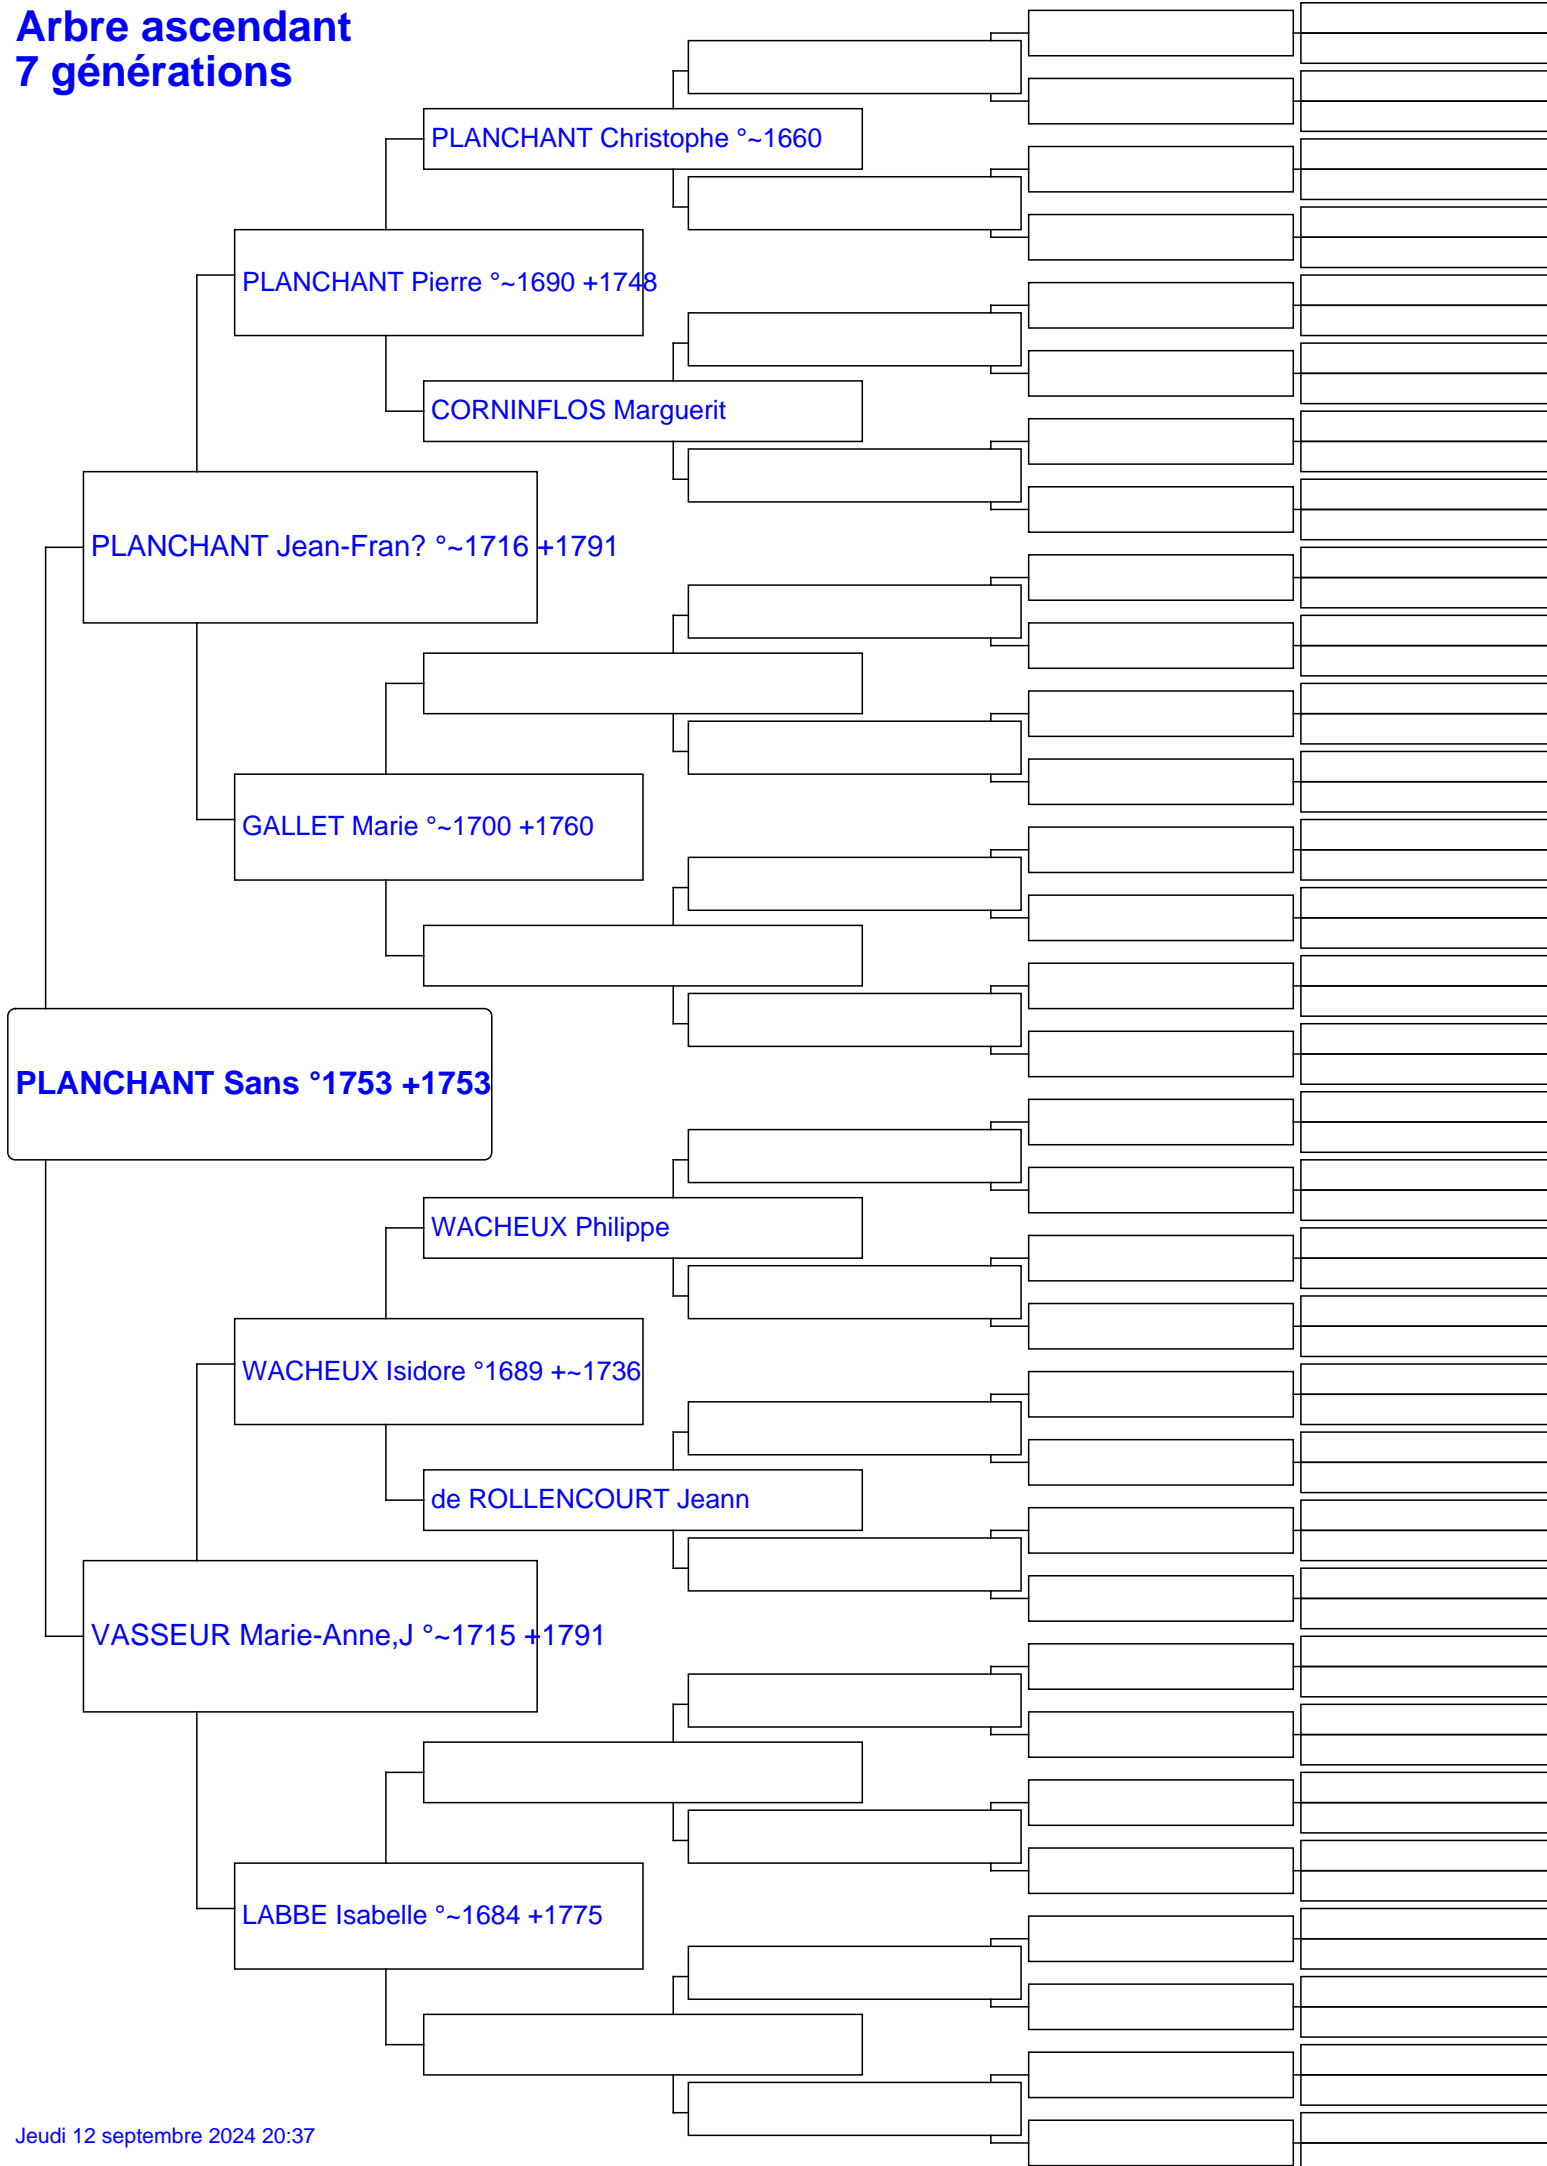 Arbre ascendant
7 générations
PLANCHANT Christophe °~1660
PLANCHANT Pierre °~1690 +1748
CORNINFLOS Marguerit
PLANCHANT Jean-Fran? °~1716 +1791
GALLET Marie °~1700 +1760
PLANCHANT Sans °1753 +1753
WACHEUX Philippe
WACHEUX Isidore °1689 +~1736
de ROLLENCOURT Jeann
VASSEUR Marie-Anne,J °~1715 +1791
LABBE Isabelle °~1684 +1775
Jeudi 12 septembre 2024 20:37